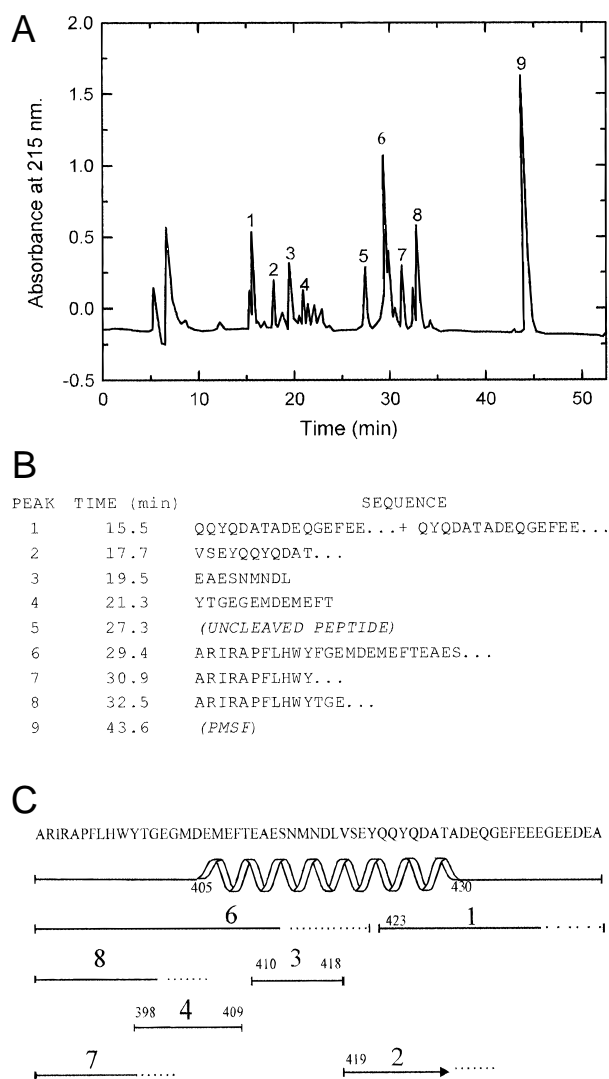 A
2.0
1.5
1.0
0.5
0.0
-0.5
Absorbance at 215 nm.
1
2
3
4
5
6
7
8
9
0
10
20
30
40
50
Time (min)
B
PEAK TIME (min) SEQUENCE
1 15.5 QQYQDATADEQGEFEE...+ QYQDATADEQGEFEE...
2 17.7 VSEYQQYQDAT...
3 19.5 EAESNMNDL
4 21.3 YTGEGEMDEMEFT
5 27.3 (UNCLEAVED PEPTIDE)
6 29.4 ARIRAPFLHWYFGEMDEMEFTEAES...
7 30.9 ARIRAPFLHWY...
8 32.5 ARIRAPFLHWYTGE...
9 43.6 (PMSF)
C
ARIRAPFLHWYTGEGMDEMEFTEAESNMNDLVSEYQQYQDATADEQGEFEEEGEEDEA
405 430
6 423 1
8 410 3 418
398 4 409
7 419 2